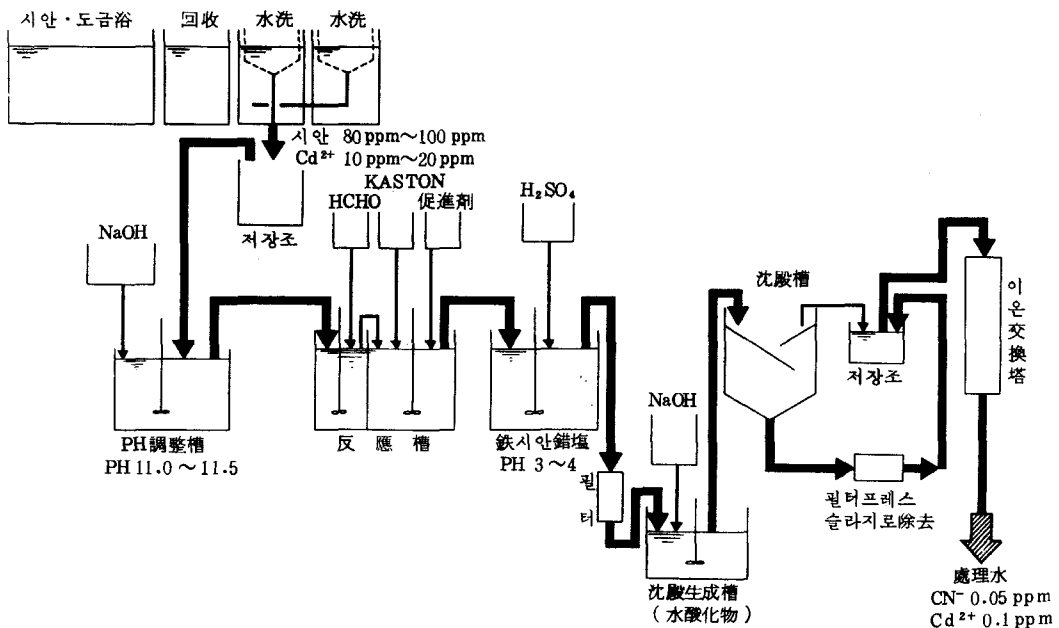 시안·도금浴
回收
水洗
水洗
시안 80 ppm～100 ppm
Cd²⁺ 10 ppm～20 ppm
저장조
NaOH
HCHO
KASTON
促進剤
H₂SO₄
PH調整槽
PH 11.0～11.5
反應槽
鉄시안錯塩
PH 3～4
필터
NaOH
沈殿生成槽
(水酸化物)
沈殿槽
저장조
필터프레스
슬라지로除去
이온交換塔
處理水
CN⁻ 0.05 ppm
Cd²⁺ 0.1 ppm